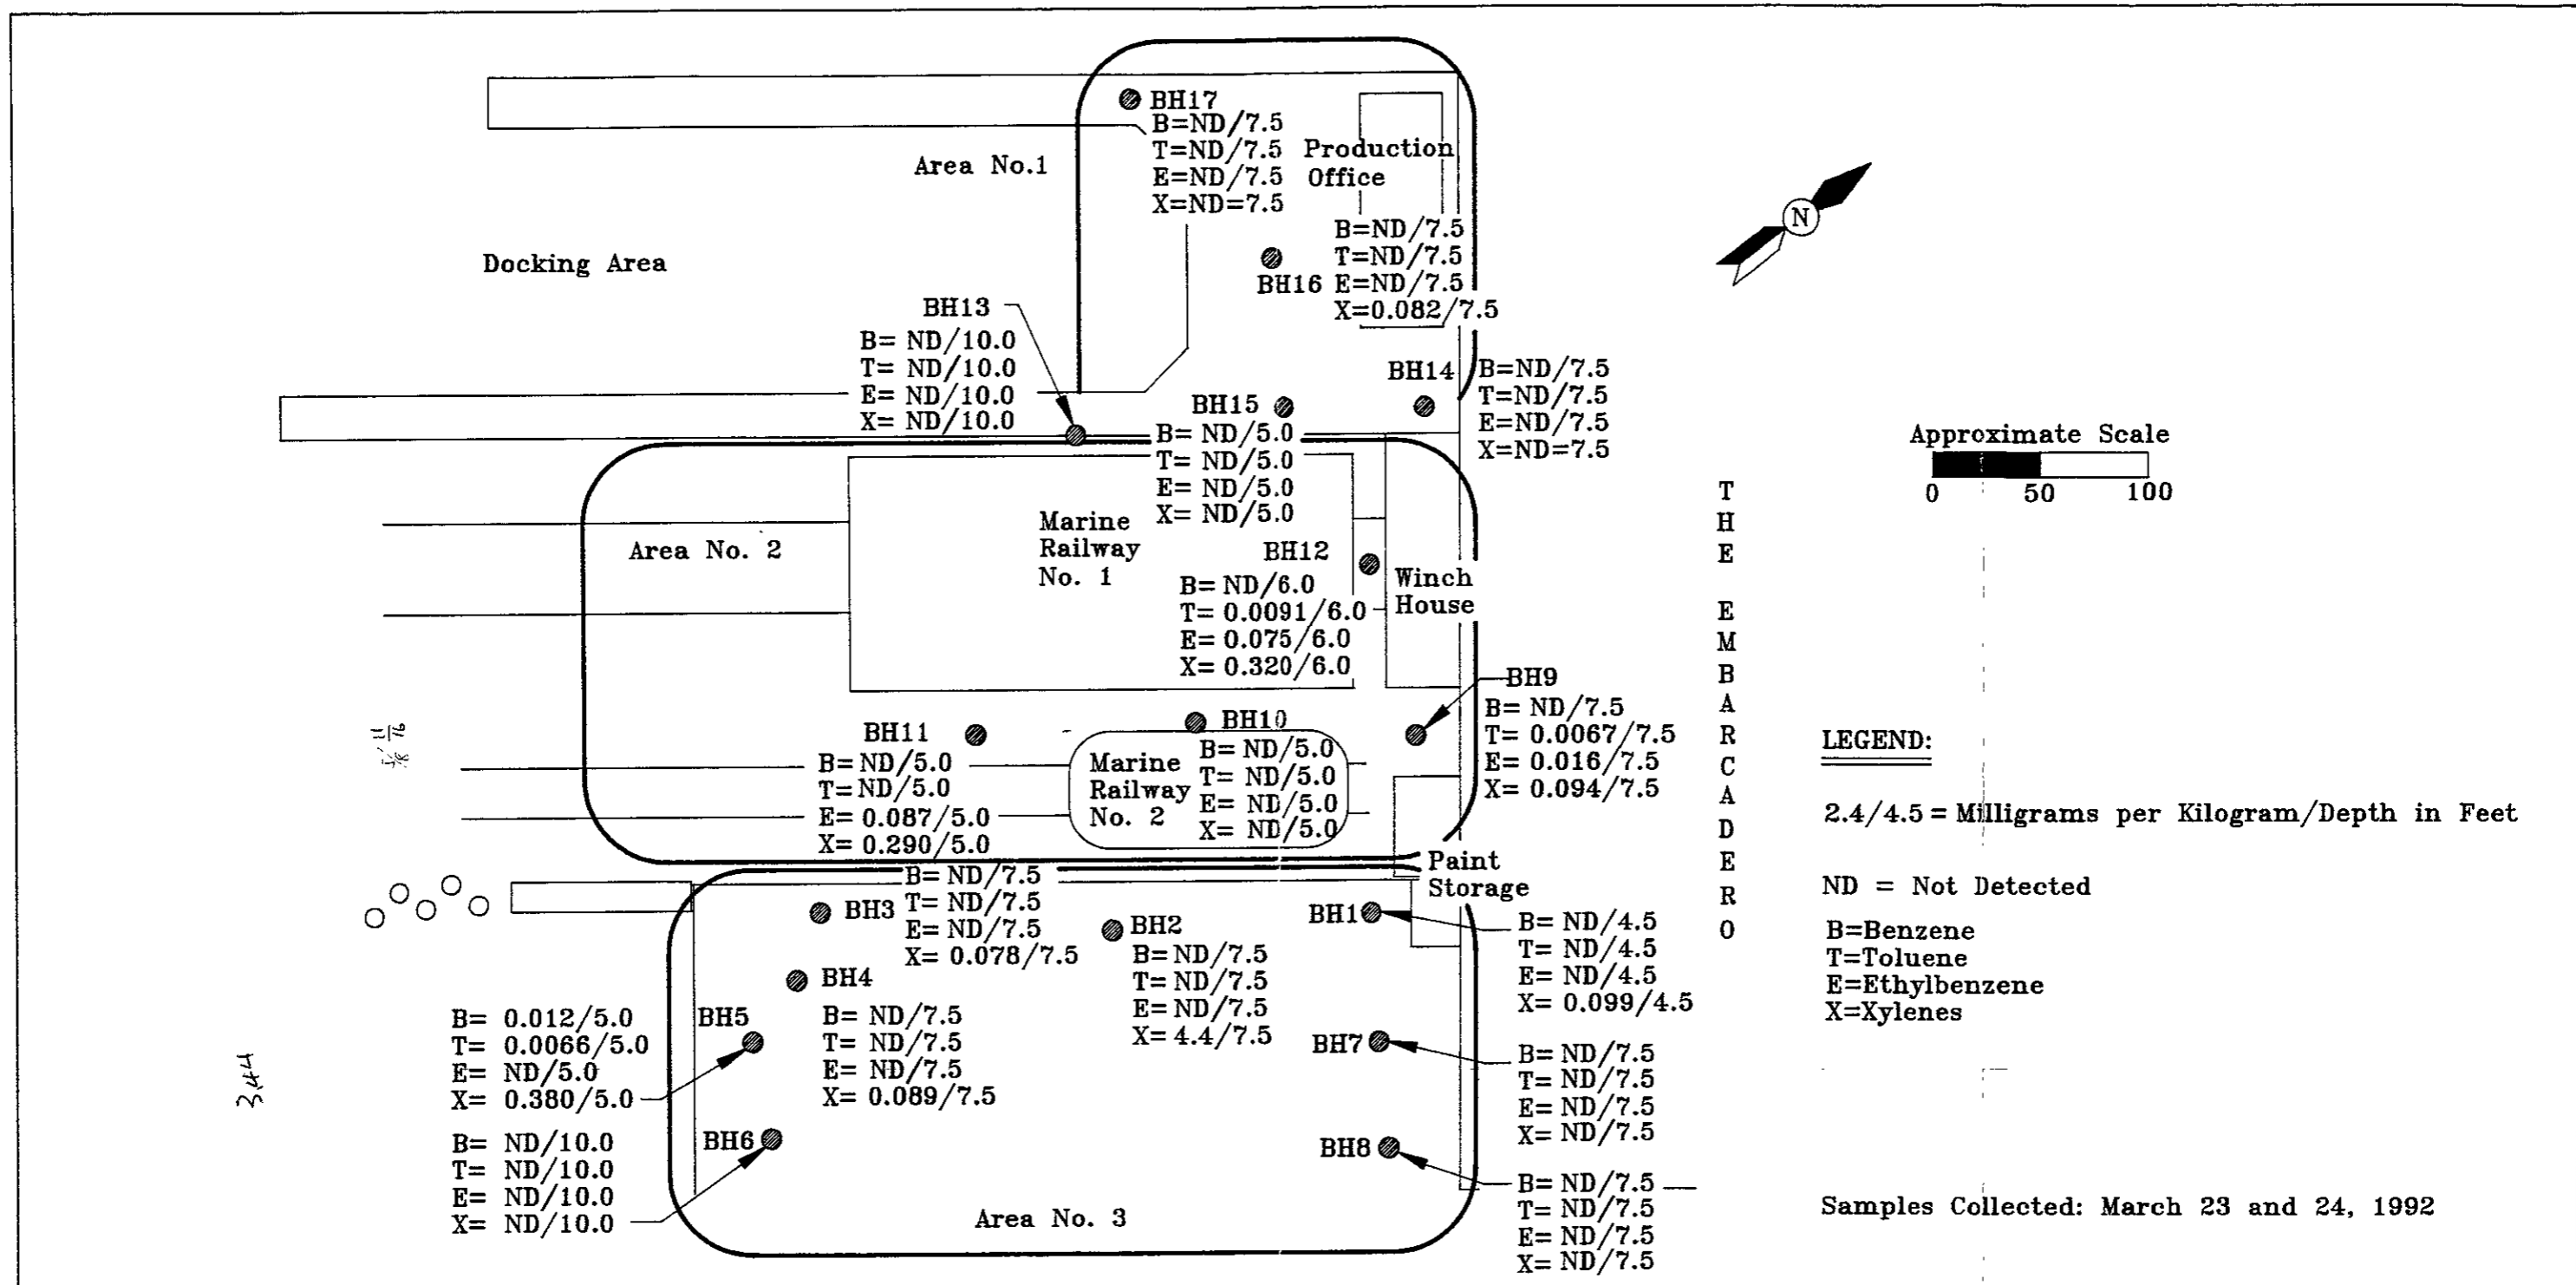 BH17
B=ND/7.5
T=ND/7.5
E=ND/7.5
X=ND=7.5
Production
Office
Area No.1
Docking Area
B=ND/7.5
T=ND/7.5
BH16 E=ND/7.5
X=0.082/7.5
N
BH13
B= ND/10.0
T= ND/10.0
E= ND/10.0
X= ND/10.0
BH14
B=ND/7.5
T=ND/7.5
E=ND/7.5
X=ND=7.5
BH15
B= ND/5.0
T= ND/5.0
E= ND/5.0
X= ND/5.0
Approximate Scale
0 50 100
Marine
Railway
No. 1
Area No. 2
BH12
B= ND/6.0
T= 0.0091/6.0
E= 0.075/6.0
X= 0.320/6.0
Winch
House
THE EMBARCADERO
BH9
B= ND/7.5
T= 0.0067/7.5
E= 0.016/7.5
X= 0.094/7.5
BH11
B= ND/5.0
T= ND/5.0
E= 0.087/5.0
X= 0.290/5.0
BH10
B= ND/5.0
T= ND/5.0
E= ND/5.0
X= ND/5.0
Marine
Railway
No. 2
LEGEND:
2.4/4.5 = Milligrams per Kilogram/Depth in Feet
ND = Not Detected
B=Benzene
T=Toluene
E=Ethylbenzene
X=Xylenes
Paint
Storage
BH3
B= ND/7.5
T= ND/7.5
E= ND/7.5
X= 0.078/7.5
BH2
B= ND/7.5
T= ND/7.5
E= ND/7.5
X= 4.4/7.5
BH1
B= ND/4.5
T= ND/4.5
E= ND/4.5
X= 0.099/4.5
BH4
B= ND/7.5
T= ND/7.5
E= ND/7.5
X= 0.089/7.5
BH5
B= 0.012/5.0
T= 0.0066/5.0
E= ND/5.0
X= 0.380/5.0
BH7
B= ND/7.5
T= ND/7.5
E= ND/7.5
X= ND/7.5
BH6
B= ND/10.0
T= ND/10.0
E= ND/10.0
X= ND/10.0
BH8
B= ND/7.5
T= ND/7.5
E= ND/7.5
X= ND/7.5
344
Area No. 3
Samples Collected: March 23 and 24, 1992